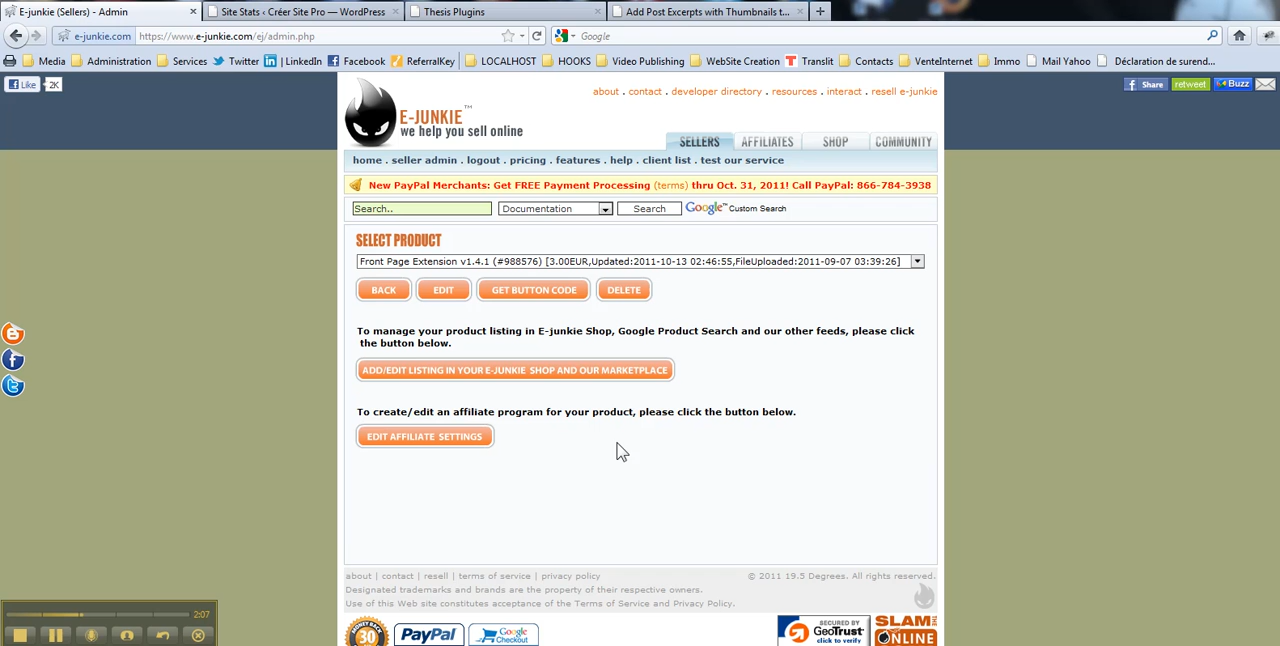 E-junkie (Sellers) - Admin × Site Stats ‹ Créer Site Pro — WordPress × Thesis Plugins × Add Post Excerpts with Thumbnails t... × +
e-junkie.com https://www.e-junkie.com/ej/admin.php Google
Media Administration Services Twitter | LinkedIn Facebook ReferralKey LOCALHOST HOOKS Video Publishing WebSite Creation Translit Contacts VenteInternet Immo Mail Yahoo Déclaration de surend...
Like 2K Share retweet Buzz
about . contact . developer directory . resources . interact . resell e-junkie
E-JUNKIE™
we help you sell online
SELLERS AFFILIATES SHOP COMMUNITY
home . seller admin . logout . pricing . features . help . client list . test our service
New PayPal Merchants: Get FREE Payment Processing (terms) thru Oct. 31, 2011! Call PayPal: 866-784-3938
Search.. Documentation Search Google™ Custom Search
SELECT PRODUCT
Front Page Extension v1.4.1 (#988576) [3.00EUR,Updated:2011-10-13 02:46:55,FileUploaded:2011-09-07 03:39:26]
BACK EDIT GET BUTTON CODE DELETE
To manage your product listing in E-junkie Shop, Google Product Search and our other feeds, please click
the button below.
ADD/EDIT LISTING IN YOUR E-JUNKIE SHOP AND OUR MARKETPLACE
To create/edit an affiliate program for your product, please click the button below.
EDIT AFFILIATE SETTINGS
about | contact | resell | terms of service | privacy policy © 2011 19.5 Degrees. All rights reserved.
Designated trademarks and brands are the property of their respective owners.
Use of this Web site constitutes acceptance of the Terms of Service and Privacy Policy.
2:07
30 PayPal Google Checkout SECURED BY GeoTrust click to verify SLAM THE ONLINE